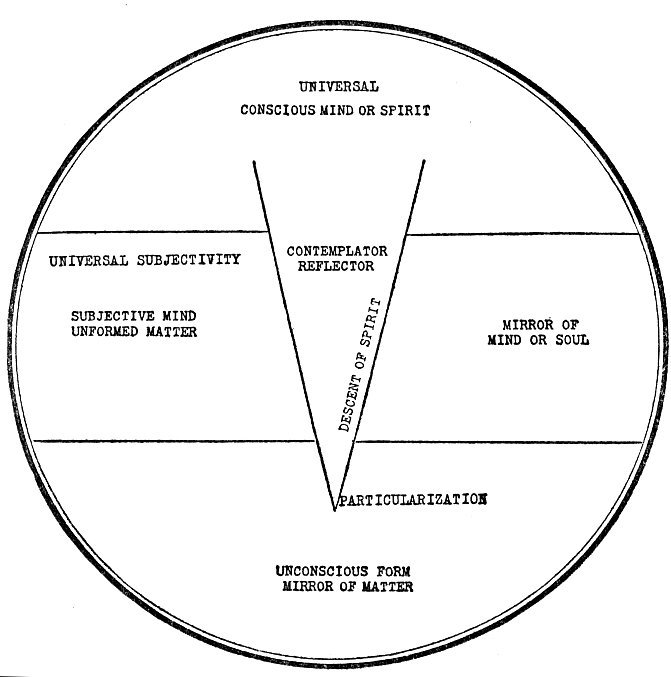 UNIVERSAL
CONSCIOUS MIND OR SPIRIT
CONTEMPLATOR
REFLECTOR
UNIVERSAL SUBJECTIVITY
SUBJECTIVE MIND
UNFORMED MATTER
DESCENT OF SPIRIT
MIRROR OF
MIND OR SOUL
PARTICULARIZATION
UNCONSCIOUS FORM
MIRROR OF MATTER